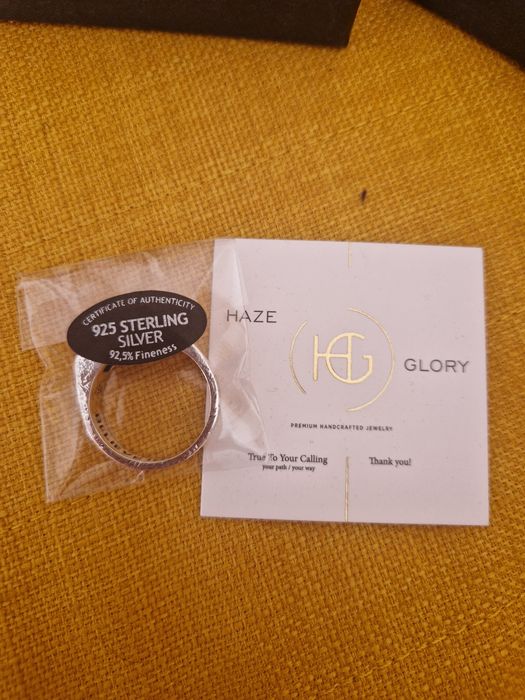 CERTIFICATE OF AUTHENTICITY
925 STERLING
SILVER
92,5% Fineness
HAZE
HG
GLORY
PREMIUM HANDCRAFTED JEWELRY
True To Your Calling
your path / your way
Thank you!